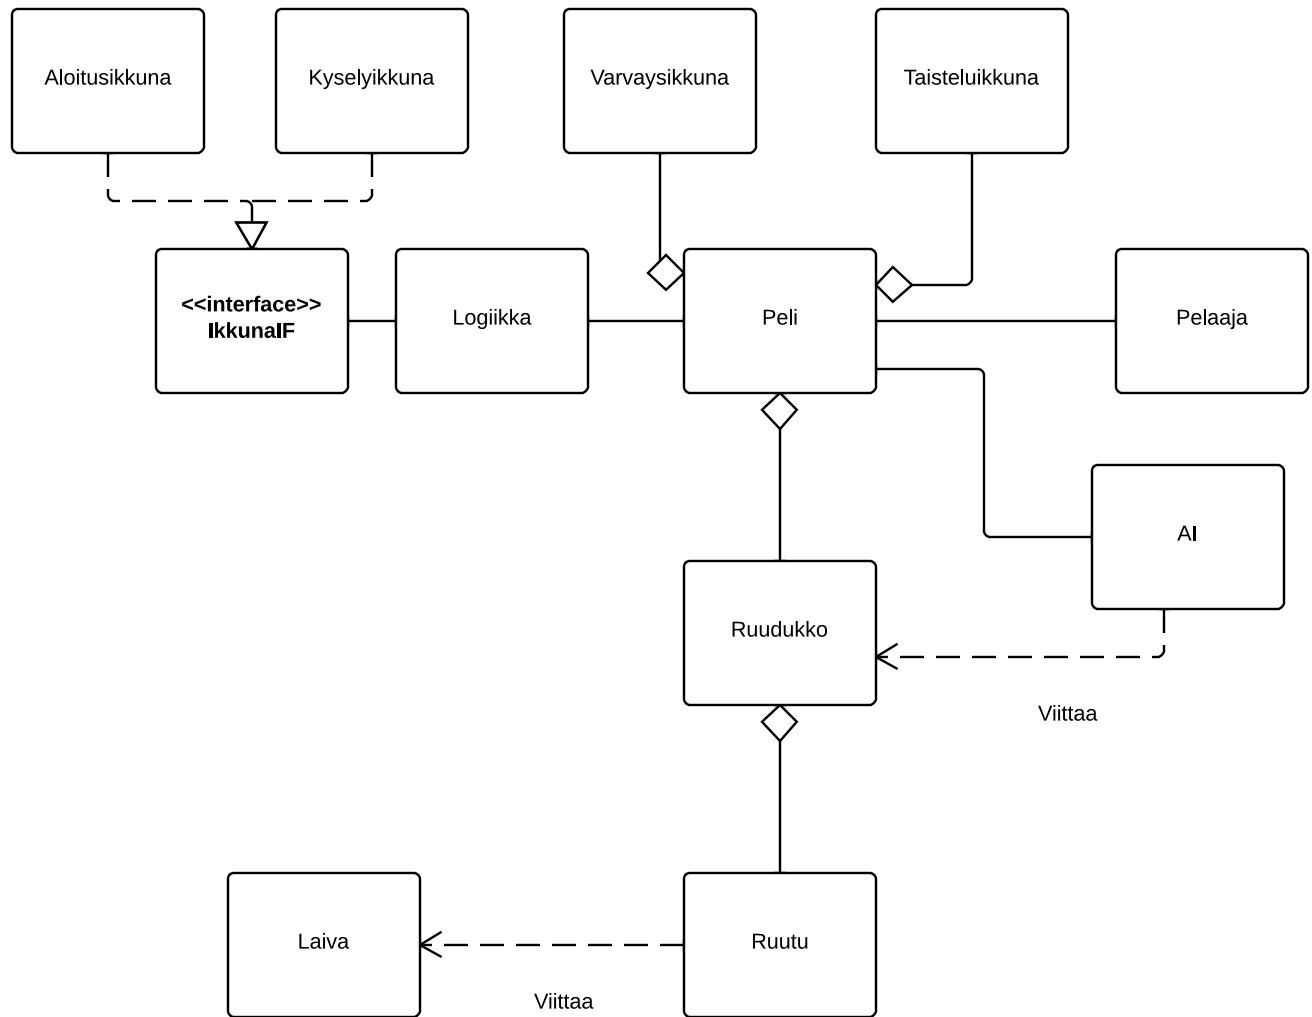 Aloitusikkuna
Kyselyikkuna
Varvaysikkuna
Taisteluikkuna
<<interface>>
IkkunaIF
Logiikka
Peli
Pelaaja
AI
Ruudukko
Viittaa
Laiva
Ruutu
Viittaa